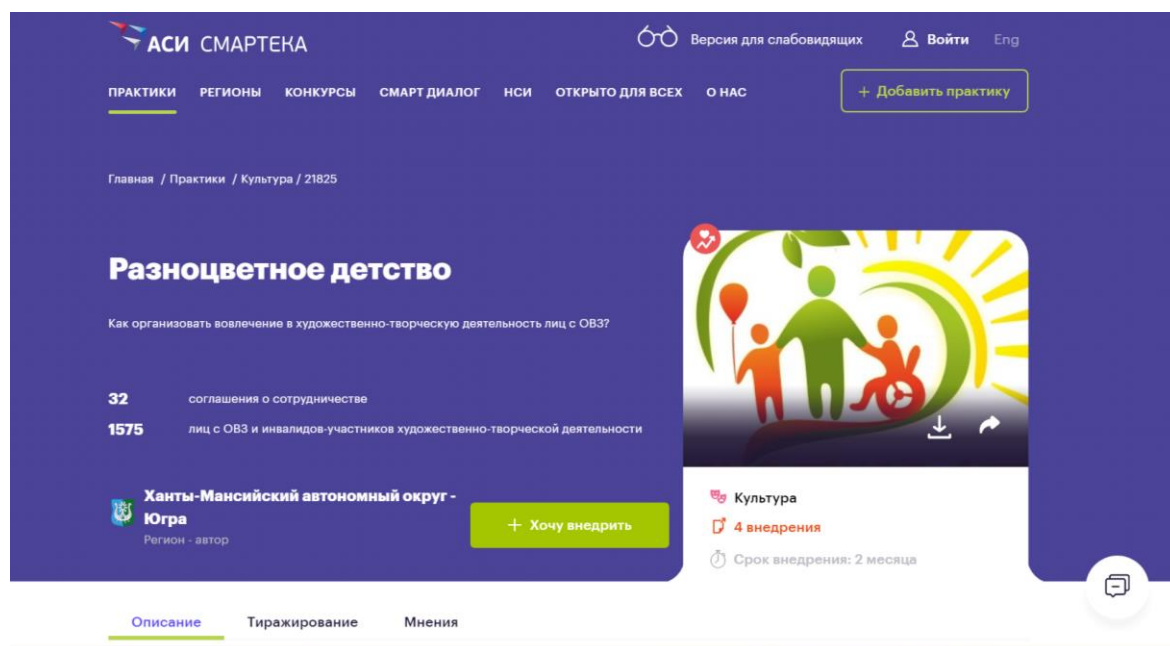 АСИ СМАРТЕКА
Версия для слабовидящих
Войти
Eng
ПРАКТИКИ РЕГИОНЫ КОНКУРСЫ СМАРТ ДИАЛОГ НСИ ОТКРЫТО ДЛЯ ВСЕХ О НАС
+ Добавить практику
Главная / Практики / Культура / 21825
Разноцветное детство
Как организовать вовлечение в художественно-творческую деятельность лиц с ОВЗ?
32 соглашения о сотрудничестве
1575 лиц с ОВЗ и инвалидов-участников художественно-творческой деятельности
Ханты-Мансийский автономный округ -
Югра
Регион - автор
+ Хочу внедрить
Культура
4 внедрения
Срок внедрения: 2 месяца
Описание Тиражирование Мнения